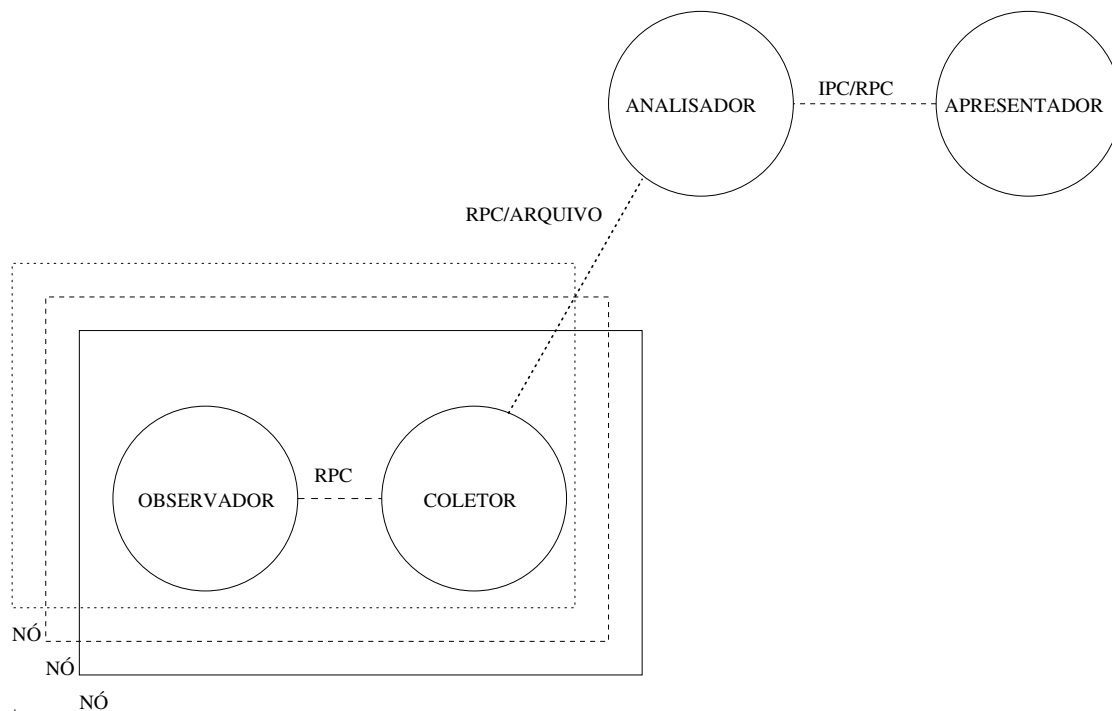 IPC/RPC
ANALISADOR
APRESENTADOR
RPC/ARQUIVO
RPC
OBSERVADOR
COLETOR
NÓ
NÓ
NÓ